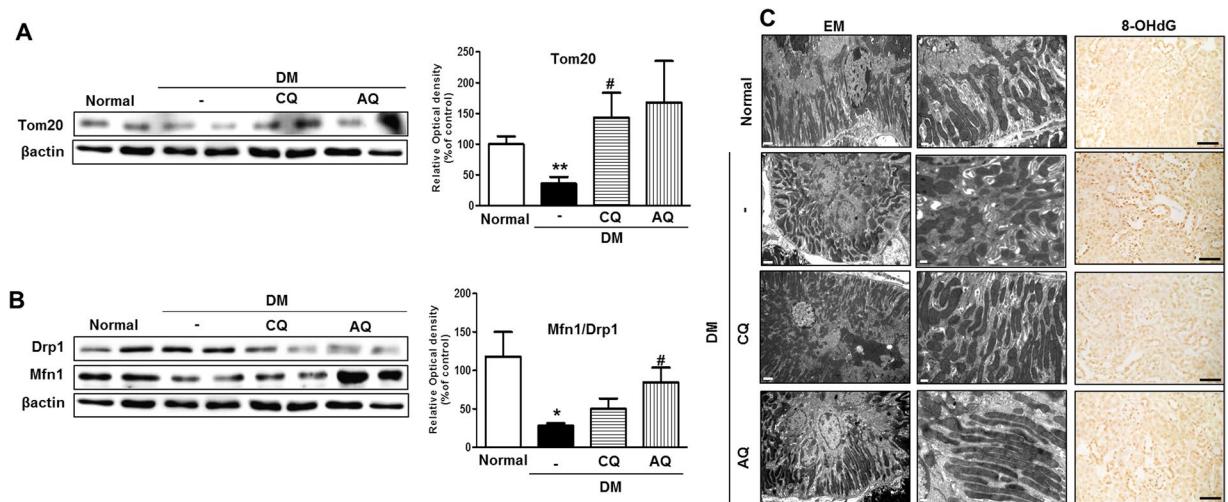 A
DM
Normal - CQ AQ
Tom20
βactin
Tom20
Relative Optical density
(%of control)
250
200
150
100
50
0
**
#
Normal - CQ AQ
DM
B
DM
Normal - CQ AQ
Drp1
Mfn1
βactin
Mfn1/Drp1
Relative Optical density
(%of control)
200
150
100
50
0
*
#
Normal - CQ AQ
DM
C
EM 8-OHdG
Normal
DM
-
CQ
AQ